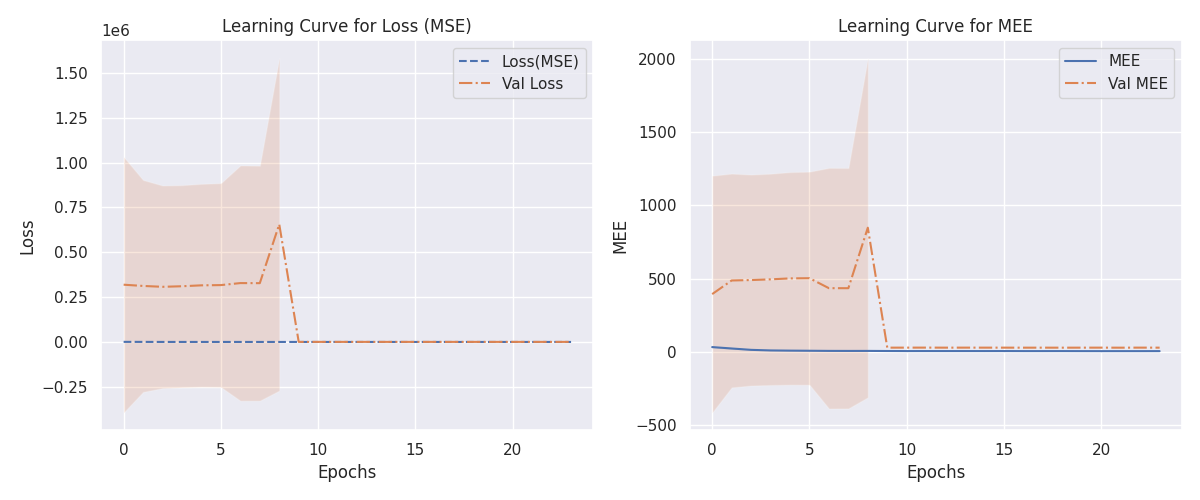 Learning Curve for Loss (MSE)
1e6
Loss(MSE)
Val Loss
1.50
1.25
1.00
0.75
0.50
0.25
0.00
−0.25
Loss
0
5
10
15
20
Epochs
Learning Curve for MEE
MEE
Val MEE
2000
1500
1000
500
0
−500
MEE
0
5
10
15
20
Epochs